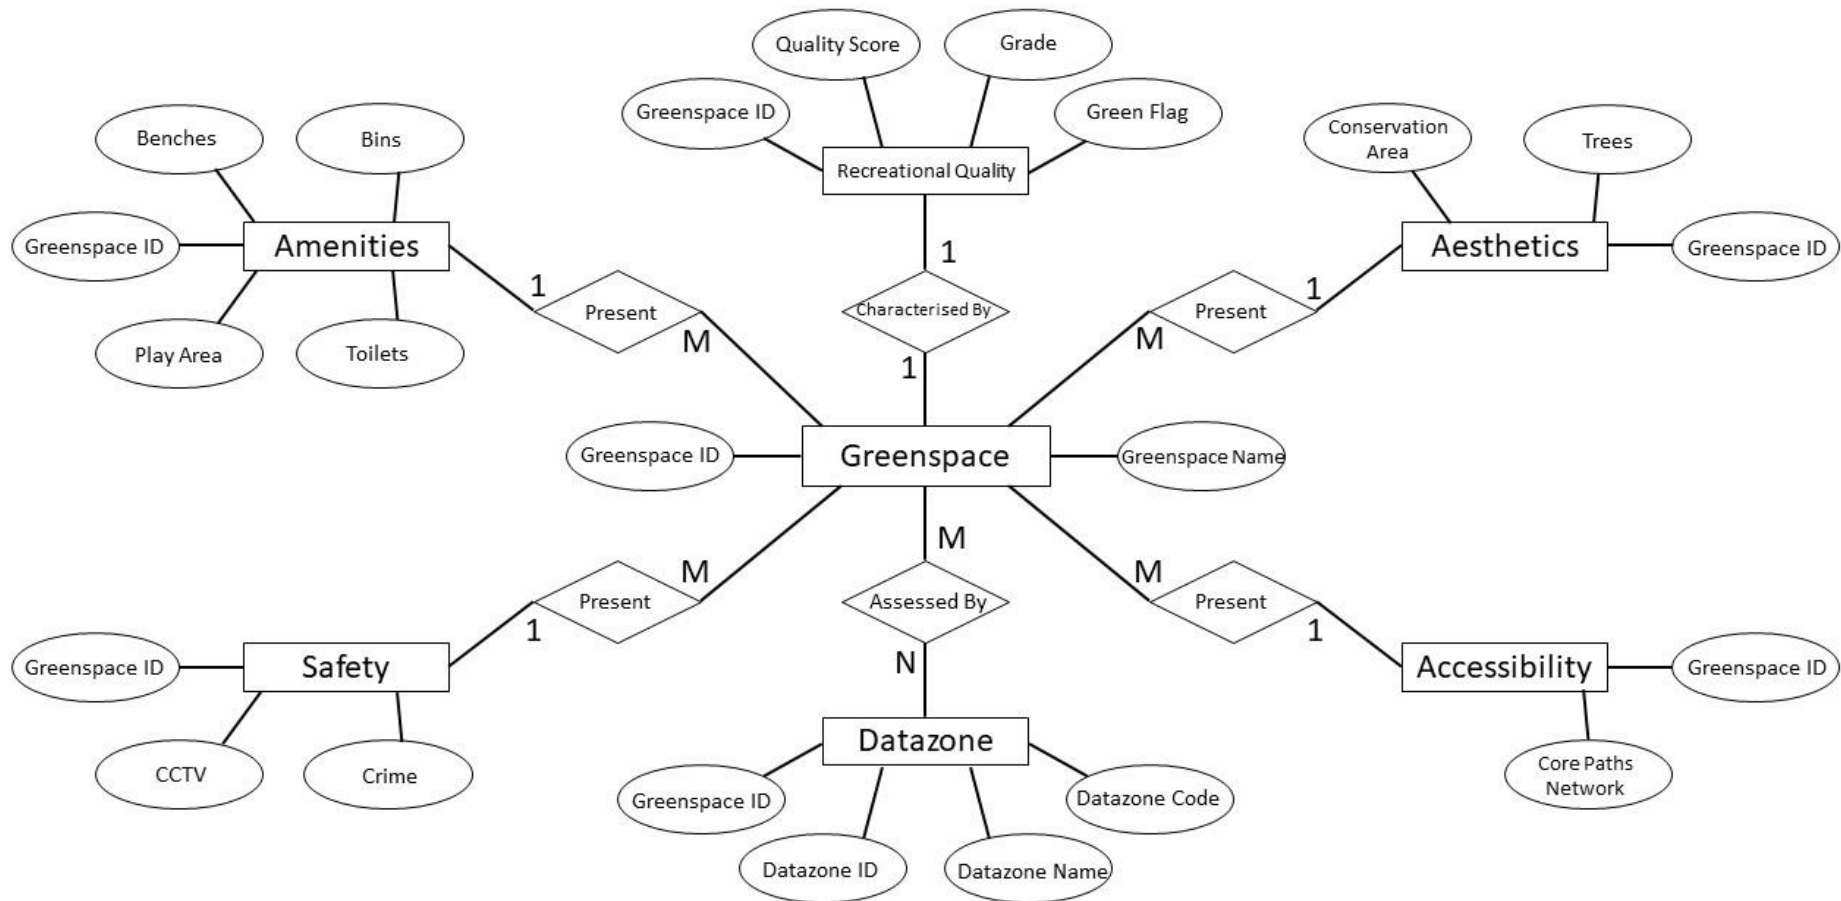 Quality Score
Grade
Greenspace ID
Green Flag
Recreational Quality
Benches
Bins
Greenspace ID
Amenities
Play Area
Toilets
Conservation
Area
Trees
Aesthetics
Greenspace ID
1
Present
M
1
Characterised By
1
1
Present
M
Greenspace ID
Greenspace
Greenspace Name
M
Present
1
M
Assessed By
N
M
Present
1
Greenspace ID
Safety
CCTV
Crime
Datazone
Greenspace ID
Datazone Code
Datazone ID
Datazone Name
Accessibility
Greenspace ID
Core Paths
Network